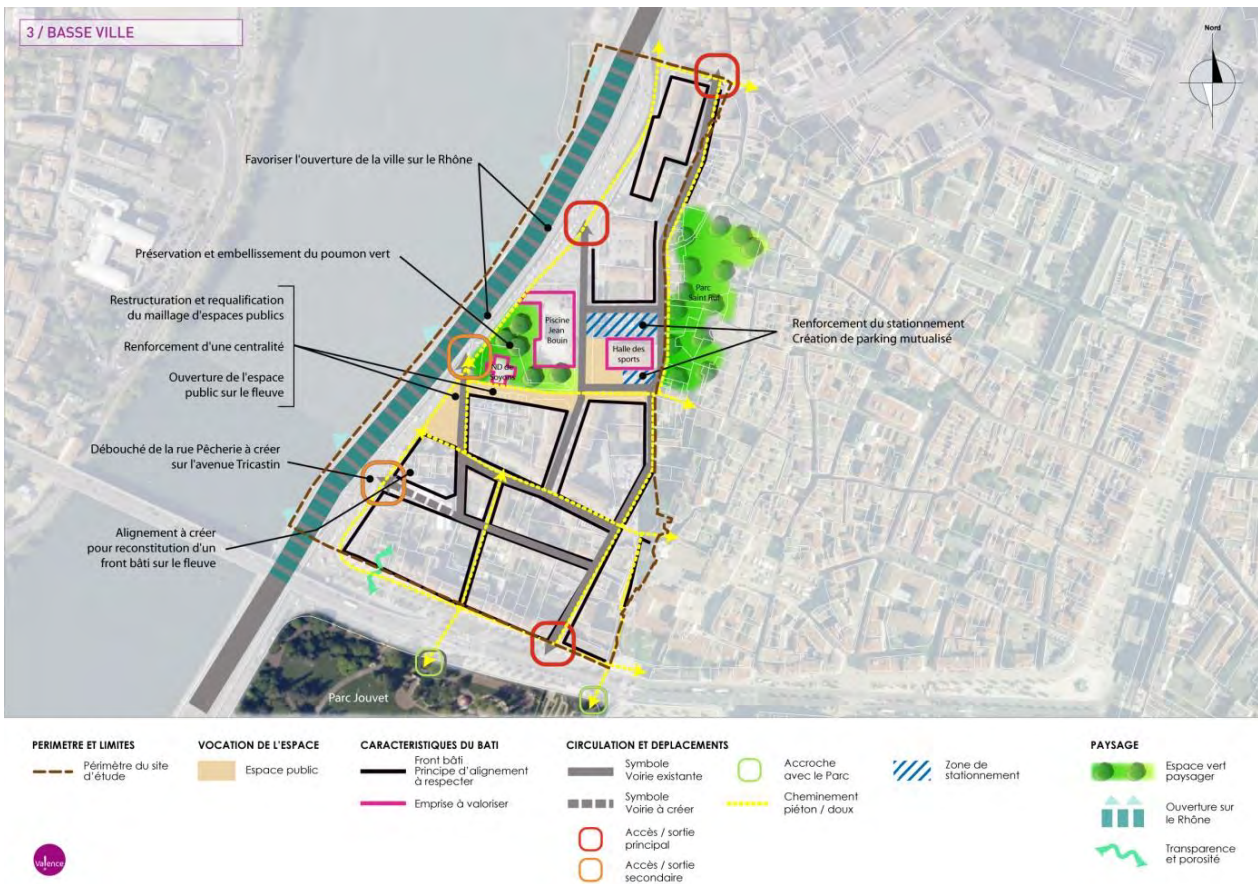 3 / BASSE VILLE
Nord
Favoriser l'ouverture de la ville sur le Rhône
Préservation et embellissement du poumon vert
Restructuration et requalification
du maillage d'espaces publics
Renforcement d'une centralité
Ouverture de l'espace
public sur le fleuve
Débouché de la rue Pêcherie à créer
sur l'avenue Tricastin
Alignement à créer
pour reconstitution d'un
front bâti sur le fleuve
Parc
Saint Ruf
Piscine
Jean
Bouin
Halle des
sports
ND de
Soyons
Renforcement du stationnement
Création de parking mutualisé
Parc Jouvet
PERIMETRE ET LIMITES
Périmètre du site
d'étude
VOCATION DE L'ESPACE
Espace public
CARACTERISTIQUES DU BATI
Front bâti
Principe d'alignement
à respecter
Emprise à valoriser
CIRCULATION ET DEPLACEMENTS
Symbole
Voirie existante
Symbole
Voirie à créer
Accès / sortie
principal
Accès / sortie
secondaire
Accroche
avec le Parc
Cheminement
piéton / doux
Zone de
stationnement
PAYSAGE
Espace vert
paysager
Ouverture sur
le Rhône
Transparence
et porosité
Valence